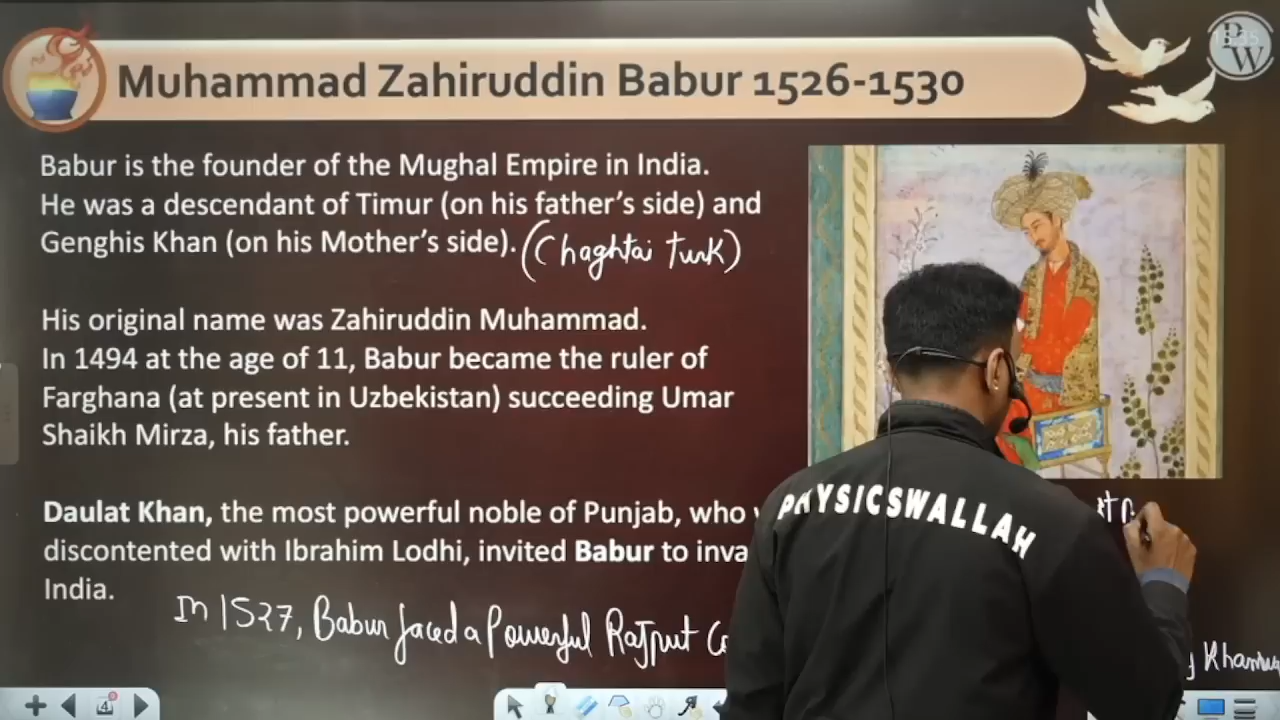 Muhammad Zahiruddin Babur 1526-1530
PW
Babur is the founder of the Mughal Empire in India.
He was a descendant of Timur (on his father's side) and
Genghis Khan (on his Mother's side). (Chaghtai Turk)
His original name was Zahiruddin Muhammad.
In 1494 at the age of 11, Babur became the ruler of
Farghana (at present in Uzbekistan) succeeding Umar
Shaikh Mirza, his father.
Daulat Khan, the most powerful noble of Punjab, who
discontented with Ibrahim Lodhi, invited Babur to inva
India.
PHYSICSWALLAH
In 1527, Babur faced a Powerful Rajput
4